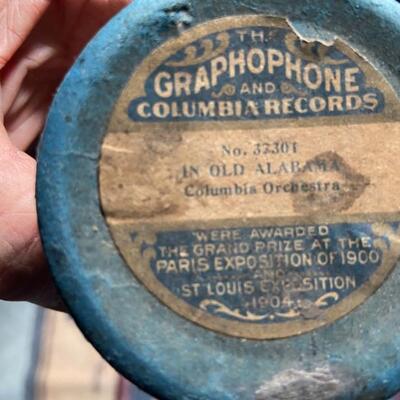 THE
GRAPHOPHONE
AND
COLUMBIA RECORDS
No. 32301
IN OLD ALABAMA
Columbia Orchestra
WERE AWARDED
THE GRAND PRIZE AT THE
PARIS EXPOSITION OF 1900
AND
ST LOUIS EXPOSITION
1904